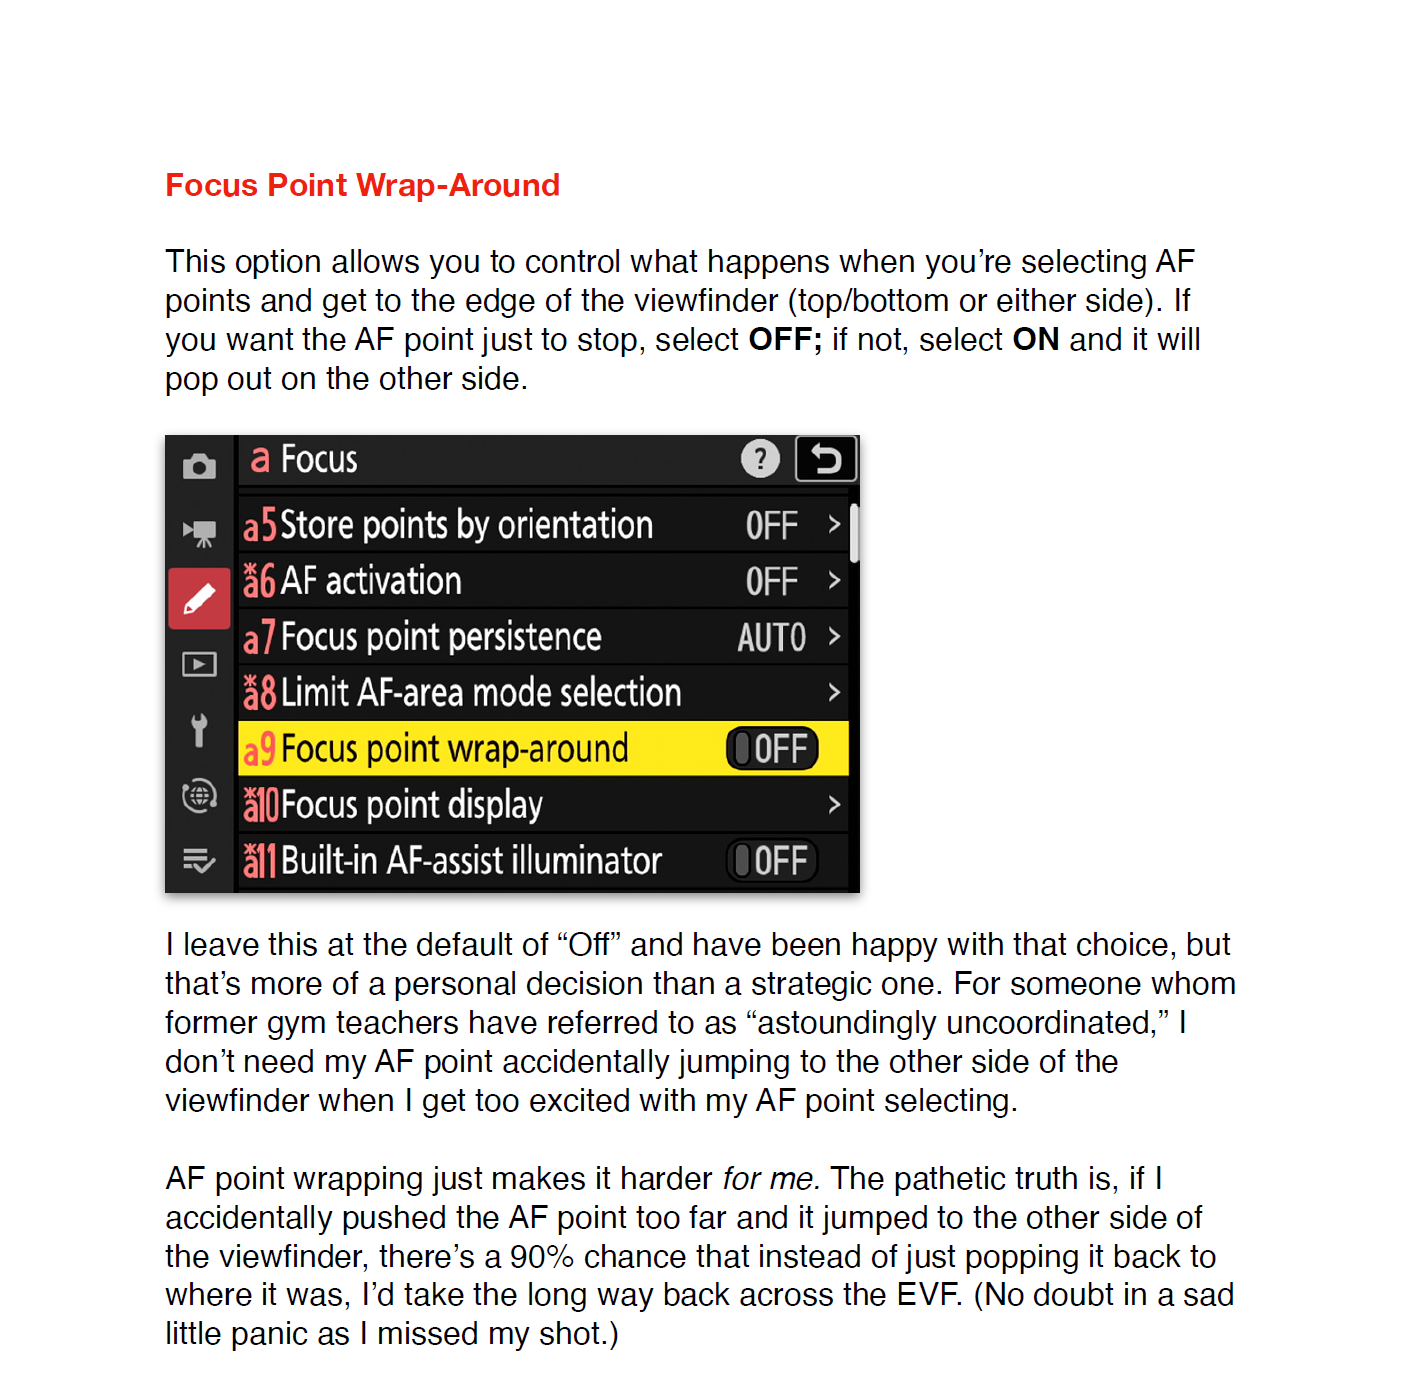 Focus Point Wrap-Around
This option allows you to control what happens when you’re selecting AF
points and get to the edge of the viewfinder (top/bottom or either side). If
you want the AF point just to stop, select OFF; if not, select ON and it will
pop out on the other side.
a Focus ?
a5 Store points by orientation OFF >
*a6 AF activation OFF >
a7 Focus point persistence AUTO >
*a8 Limit AF-area mode selection >
a9 Focus point wrap-around OFF
*a10 Focus point display >
*a11 Built-in AF-assist illuminator OFF
I leave this at the default of “Off” and have been happy with that choice, but
that’s more of a personal decision than a strategic one. For someone whom
former gym teachers have referred to as “astoundingly uncoordinated,” I
don’t need my AF point accidentally jumping to the other side of the
viewfinder when I get too excited with my AF point selecting.
AF point wrapping just makes it harder for me. The pathetic truth is, if I
accidentally pushed the AF point too far and it jumped to the other side of
the viewfinder, there’s a 90% chance that instead of just popping it back to
where it was, I’d take the long way back across the EVF. (No doubt in a sad
little panic as I missed my shot.)